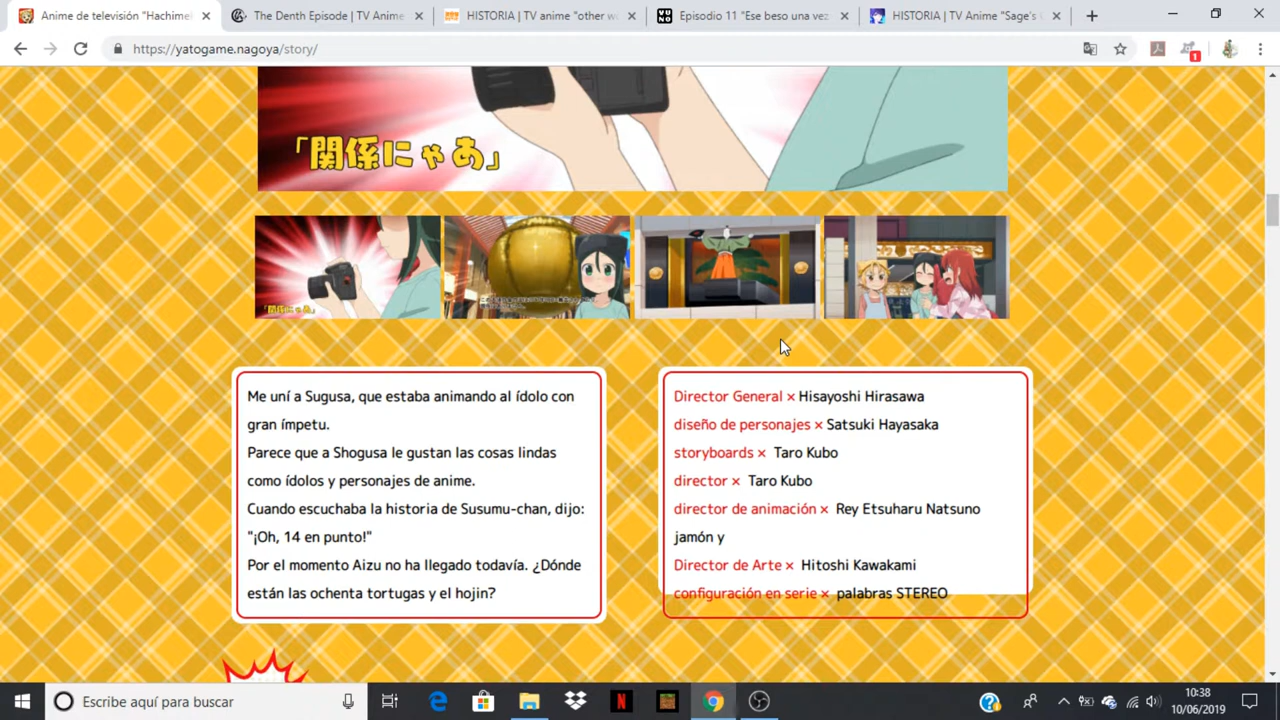 Anime de televisión "Hachime
The Denth Episode | TV Anime
HISTORIA | TV anime "other w
Episodio 11 "Ese beso una vez
HISTORIA | TV Anime "Sage's
https://yatogame.nagoya/story/
1
「関係にゃあ」
「関係にゃあ」
Me uní a Sugusa, que estaba animando al ídolo con
gran ímpetu.
Parece que a Shogusa le gustan las cosas lindas
como ídolos y personajes de anime.
Cuando escuchaba la historia de Susumu-chan, dijo:
"¡Oh, 14 en punto!"
Por el momento Aizu no ha llegado todavía. ¿Dónde
están las ochenta tortugas y el hojin?
Director General × Hisayoshi Hirasawa
diseño de personajes × Satsuki Hayasaka
storyboards × Taro Kubo
director × Taro Kubo
director de animación × Rey Etsuharu Natsuno
jamón y
Director de Arte × Hitoshi Kawakami
configuración en serie × palabras STEREO
Escribe aquí para buscar
10:38
10/06/2019